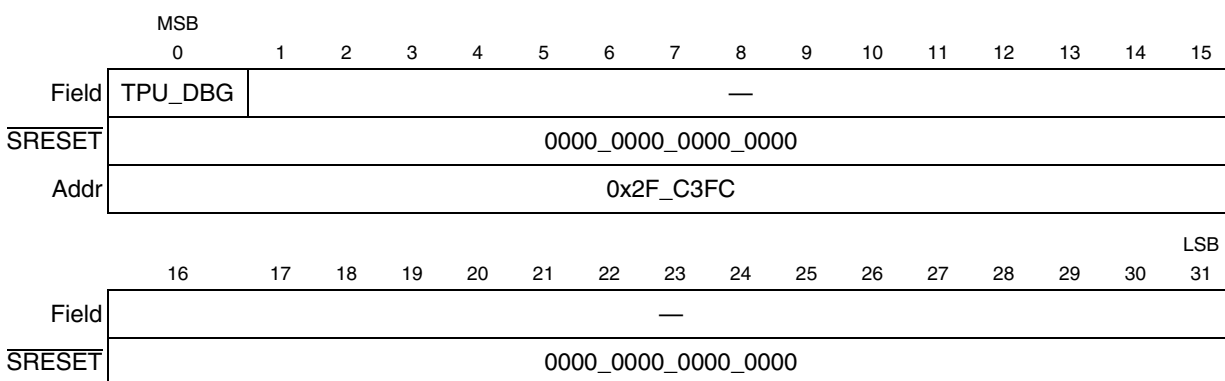 MSB
0 1 2 3 4 5 6 7 8 9 10 11 12 13 14 15
Field TPU_DBG —
SRESET 0000_0000_0000_0000
Addr 0x2F_C3FC
LSB
16 17 18 19 20 21 22 23 24 25 26 27 28 29 30 31
Field —
SRESET 0000_0000_0000_0000